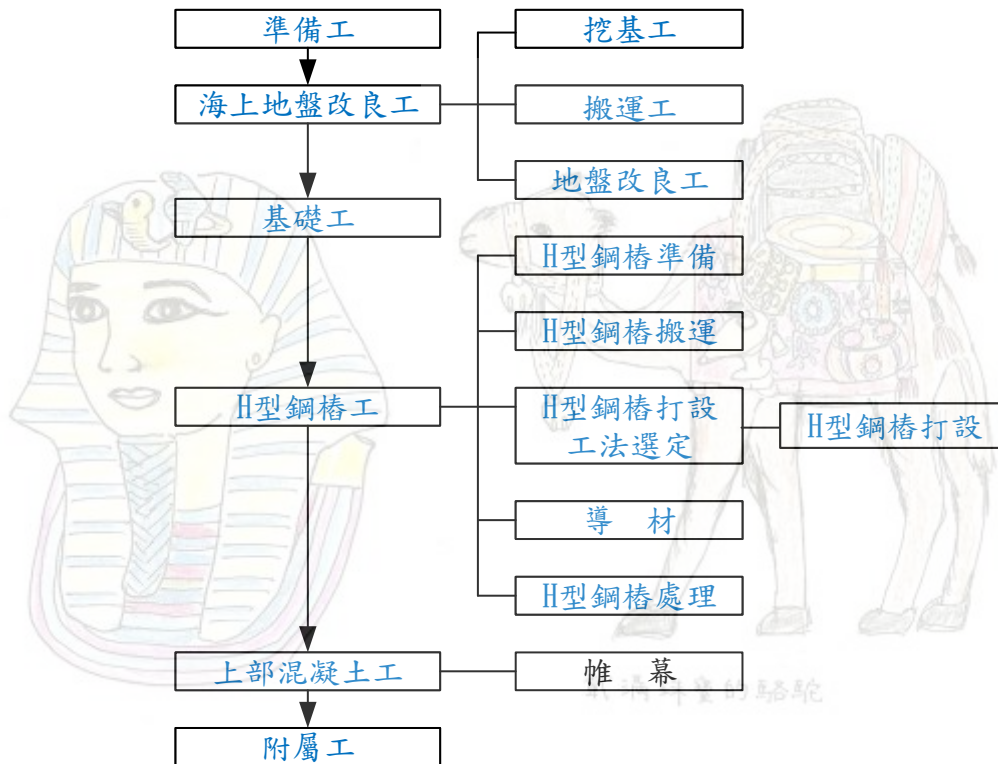 準備工
挖基工
海上地盤改良工
搬運工
地盤改良工
基礎工
H型鋼樁準備
H型鋼樁搬運
H型鋼樁工
H型鋼樁打設
工法選定
H型鋼樁打設
導 材
H型鋼樁處理
上部混凝土工
帷 幕
附屬工